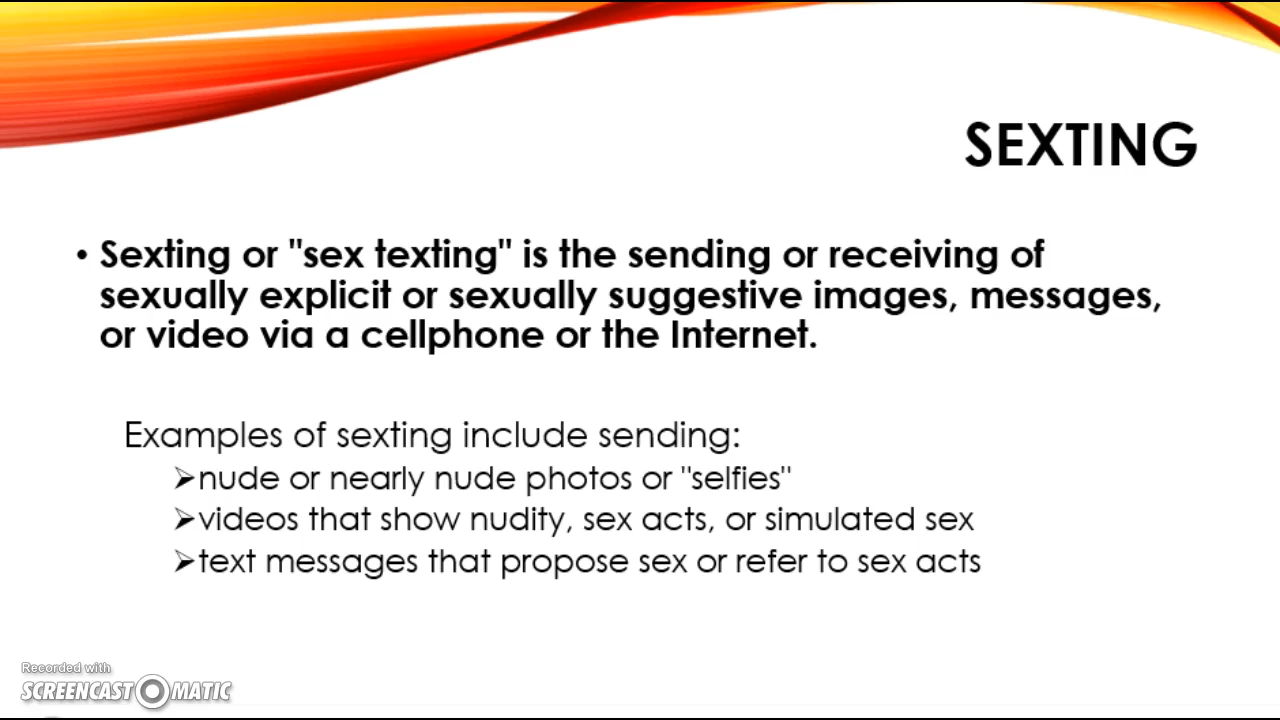 SEXTING
• Sexting or "sex texting" is the sending or receiving of
sexually explicit or sexually suggestive images, messages,
or video via a cellphone or the Internet.
Examples of sexting include sending:
➢nude or nearly nude photos or "selfies"
➢videos that show nudity, sex acts, or simulated sex
➢text messages that propose sex or refer to sex acts
Recorded with
SCREENCAST-O-MATIC